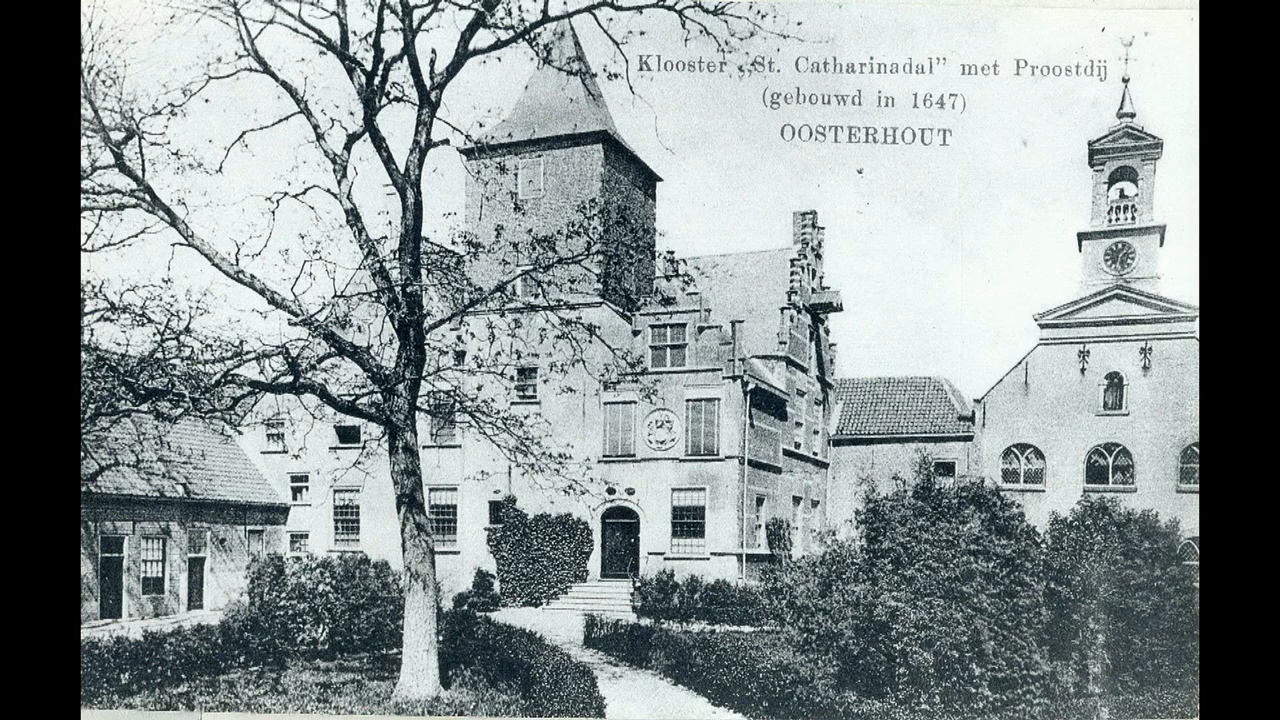 Klooster „St. Catharinadal” met Proostdij
(gebouwd in 1647)
OOSTERHOUT